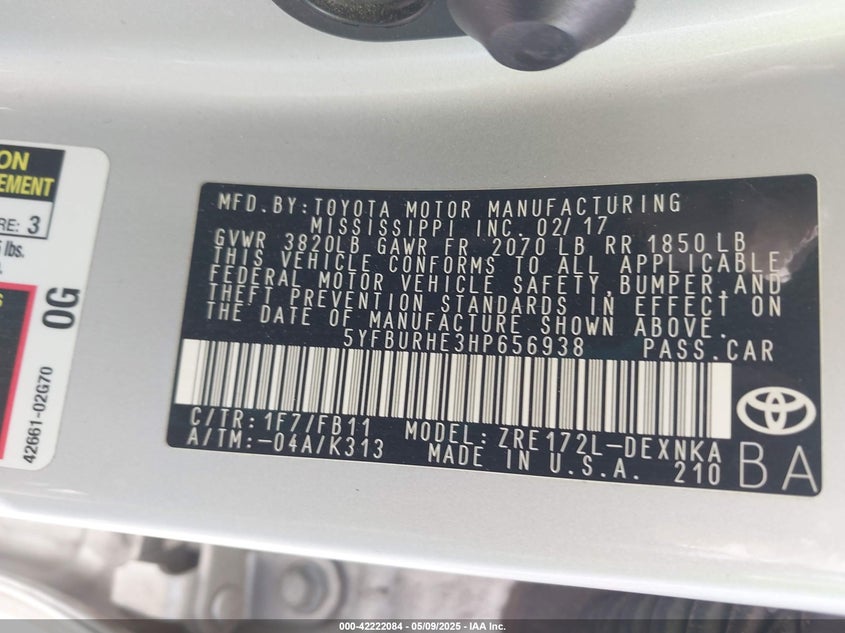 ON
EMENT
RE: 3
lbs.
0G
42661-02G70
MFD.BY:TOYOTA MOTOR MANUFACTURING
MISSISSIPPI INC. 02/17
GVWR 3820LB GAWR FR 2070 LB RR 1850 LB
THIS VEHICLE CONFORMS TO ALL APPLICABLE
FEDERAL MOTOR VEHICLE SAFETY,BUMPER,AND
THEFT PREVENTION STANDARDS IN EFFECT ON
THE DATE OF MANUFACTURE SHOWN ABOVE.
5YFBURHE3HP656938 PASS.CAR
C/TR:1F7/FB11 MODEL:ZRE172L-DEXNKA
A/TM:-04A/K313 MADE IN U.S.A. 210 BA
000-42222084 - 05/09/2025 - IAA Inc.